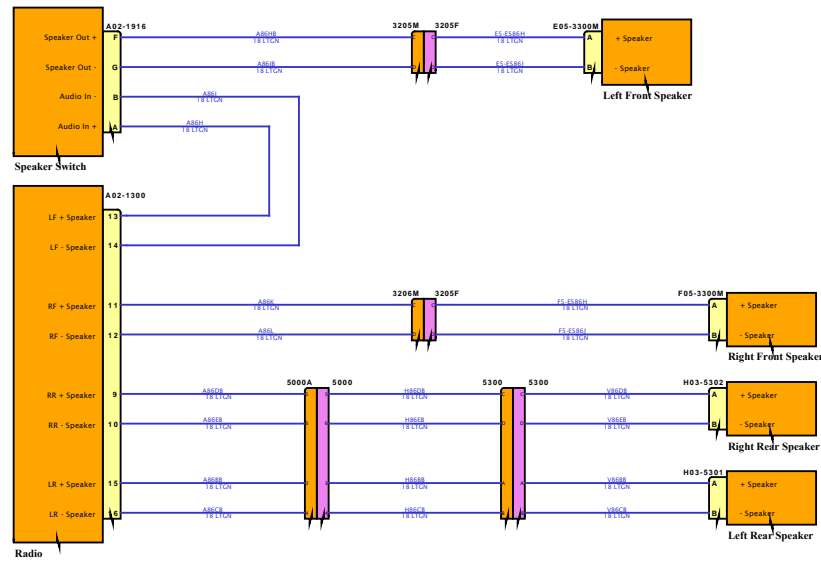 A02-1916
3205M 3205F
E05-3300M
Speaker Out + F A86HB 18 LTGN C C E5-ES86H 18 LTGN A + Speaker
Speaker Out - G A86JB 18 LTGN D E5-ES86J 18 LTGN B - Speaker
Left Front Speaker
Audio In - B A86J 18 LTGN
Audio In + A A86H 18 LTGN
Speaker Switch
A02-1300
LF + Speaker 13
LF - Speaker 14
3206M 3205F
F05-3300M
RF + Speaker 11 A86K 18 LTGN C C F5-ES86H 18 LTGN A + Speaker
RF - Speaker 12 A86L 18 LTGN D F5-ES86J 18 LTGN B - Speaker
Right Front Speaker
5000A 5000
5300 5300
H03-5302
RR + Speaker 9 A86DB 18 LTGN H86DB 18 LTGN C C V86DB 18 LTGN A + Speaker
RR - Speaker 10 A86EB 18 LTGN H86EB 18 LTGN D D V86EB 18 LTGN B - Speaker
Right Rear Speaker
H03-5301
LR + Speaker 15 A86BB 18 LTGN H86BB 18 LTGN A A V86BB 18 LTGN A + Speaker
LR - Speaker 16 A86CB 18 LTGN H86CB 18 LTGN V86CB 18 LTGN B - Speaker
Left Rear Speaker
Radio